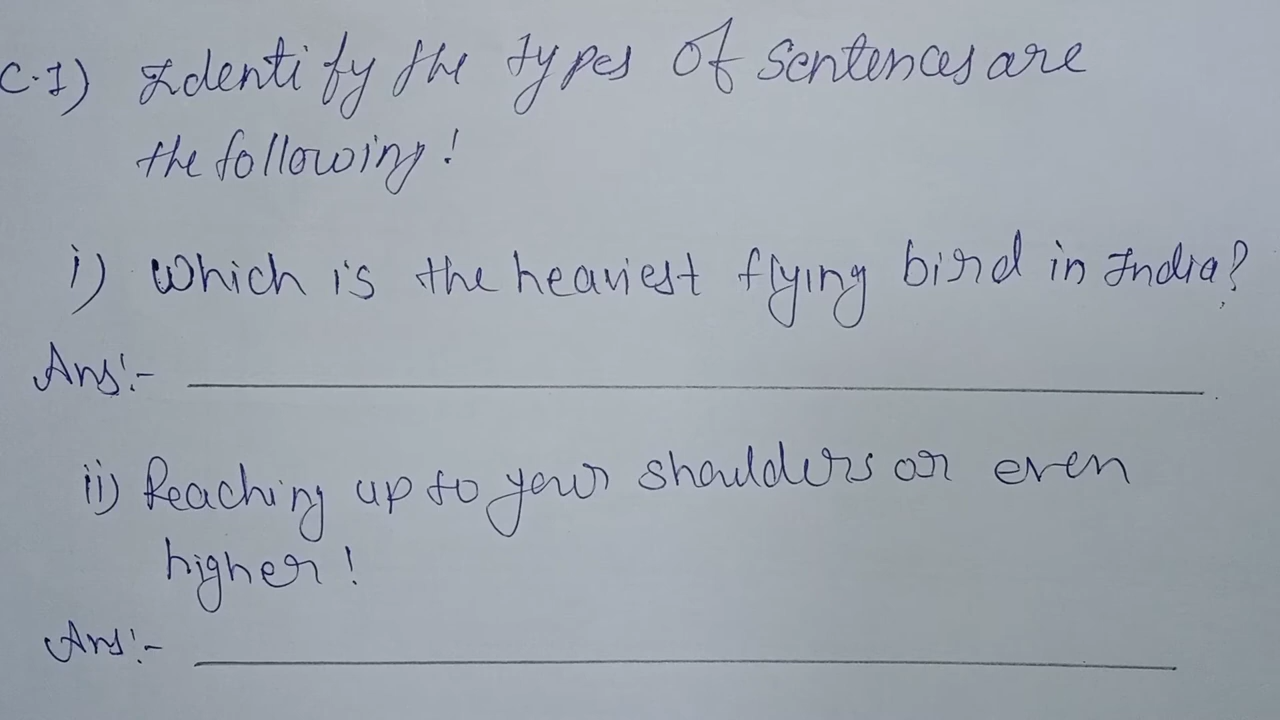 C.I) Identify the types of Sentences are
the following!
i) Which is the heaviest flying bird in India?
Ans:-
ii) Reaching up to your shoulders or even
higher!
Ans:-